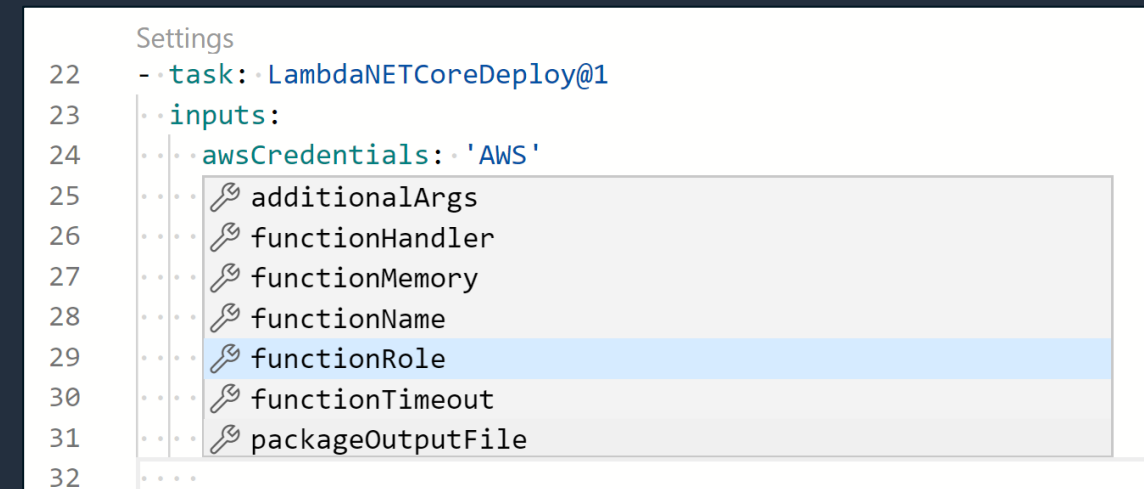 Settings
22 - task: LambdaNETCoreDeploy@1
23 inputs:
24 awsCredentials: 'AWS'
25 additionalArgs
26 functionHandler
27 functionMemory
28 functionName
29 functionRole
30 functionTimeout
31 packageOutputFile
32